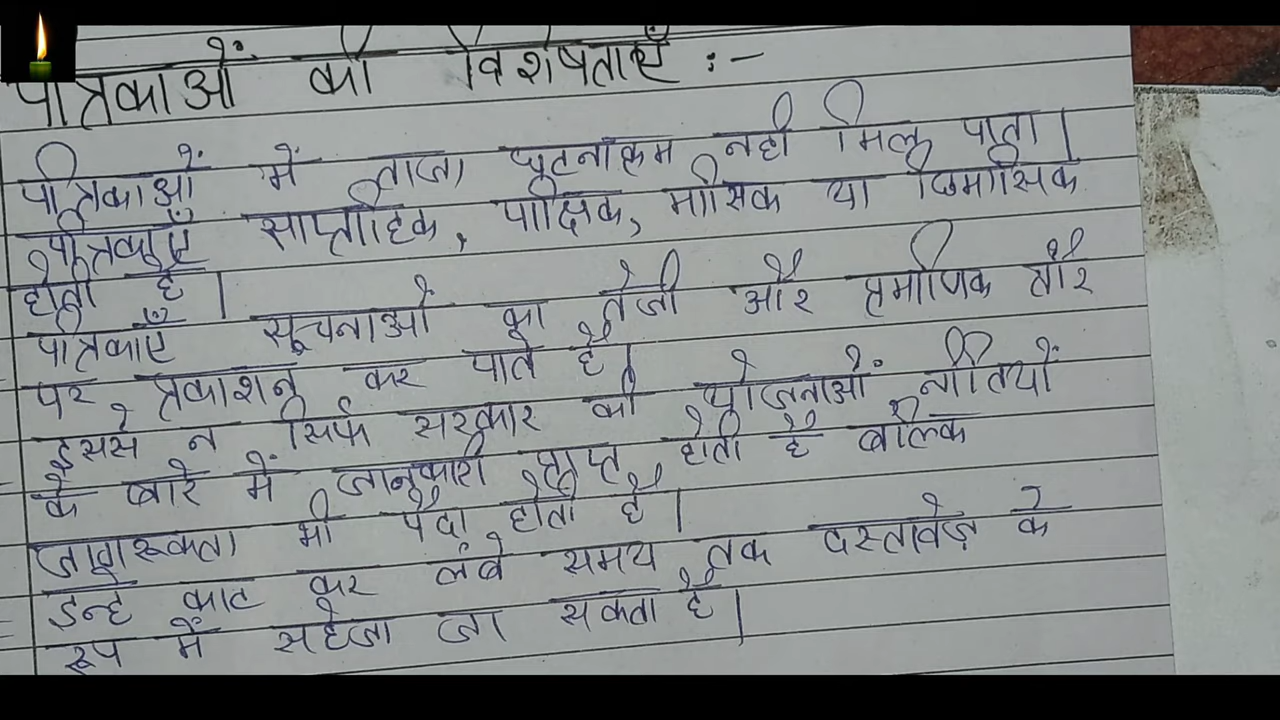 पत्रिकाओं की विशेषताएँ :-
पत्रिकाओं में ताजा घटनाक्रम नहीं मिल पाता।
पत्रिकाएँ साप्ताहिक, पाक्षिक, मासिक या द्विमासिक
होती है।
पत्रिकाएँ सूचनाओं का तेजी और प्रमाणिक तौर
पर प्रकाशन कर पाते हैं।
इससे न सिर्फ सरकार की योजनाओं नीतियों
के बारे में जानकारी प्राप्त होती है बल्कि
जागरूकता भी पैदा होती है।
इन्हें काट कर लंबे समय तक दस्तावेज़ के
रूप में सहेजा जा सकता है।